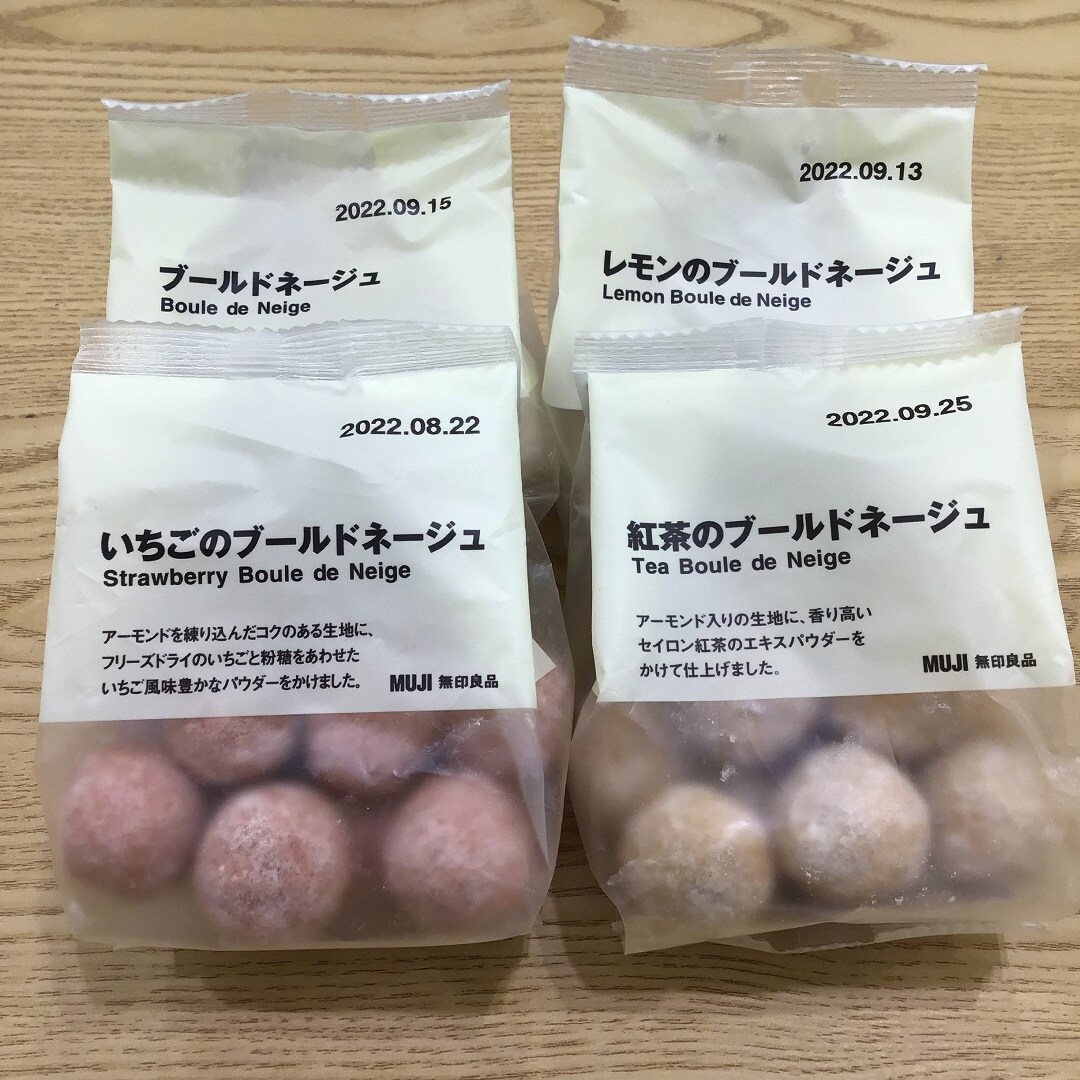 2022.09.15
ブールドネージュ
Boule de Neige
2022.09.13
レモンのブールドネージュ
Lemon Boule de Neige
2022.08.22
いちごのブールドネージュ
Strawberry Boule de Neige
アーモンドを練り込んだコクのある生地に、
フリーズドライのいちごと粉糖をあわせた
いちご風味豊かなパウダーをかけました。
MUJI 無印良品
2022.09.25
紅茶のブールドネージュ
Tea Boule de Neige
アーモンド入りの生地に、香り高い
セイロン紅茶のエキスパウダーを
かけて仕上げました。
MUJI 無印良品